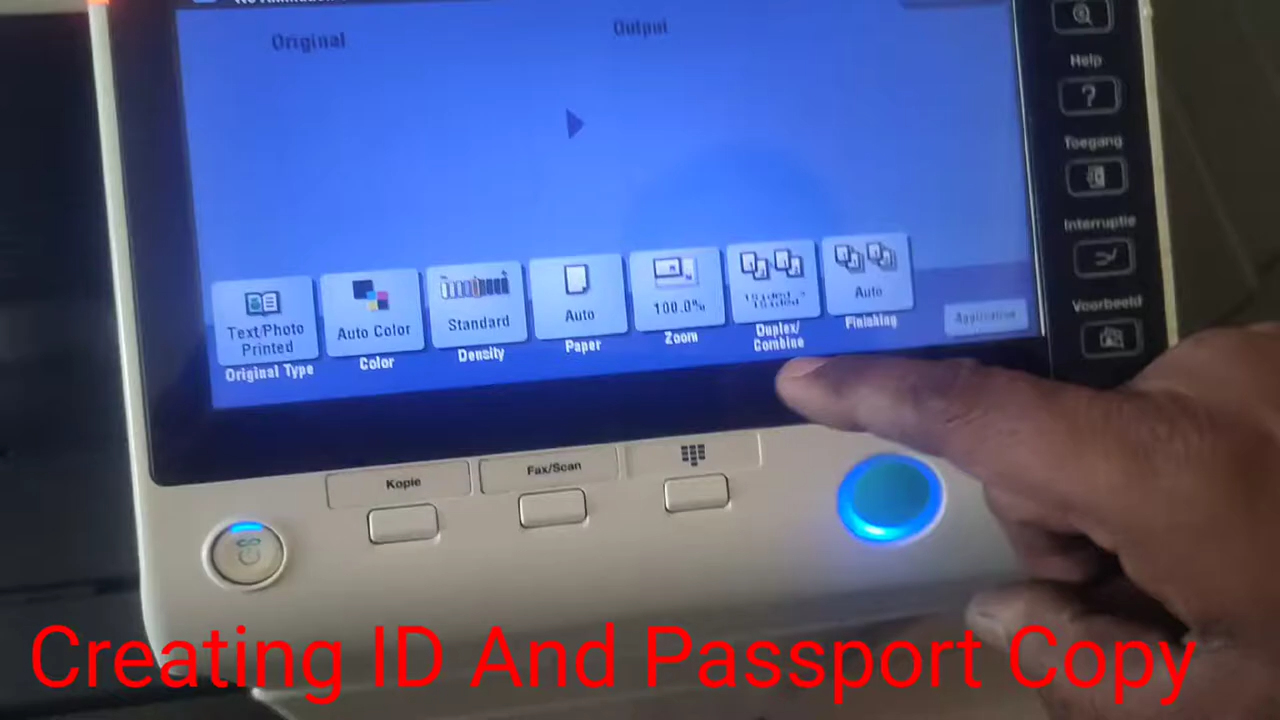 Original
Output
Help
?
Toegang
Interruptie
Voorbeeld
Text/Photo
Printed
Original Type
Auto Color
Color
Standard
Density
Auto
Paper
100.0%
Zoom
Duplex/
Combine
Auto
Finishing
Application
Kopie
Fax/Scan
Creating ID And Passport Copy